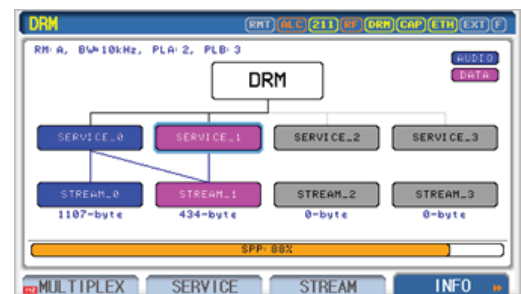 DRM RMT ALC (211) RF DRM CAP ETH EXT F
RM: A, BW=10kHz, PLA: 2, PLB: 3
AUDIO
DATA
DRM
SERVICE_0 SERVICE_1 SERVICE_2 SERVICE_3
STREAM_0 STREAM_1 STREAM_2 STREAM_3
1107-byte 434-byte 0-byte 0-byte
SPP: 88%
MULTIPLEX SERVICE STREAM INFO »